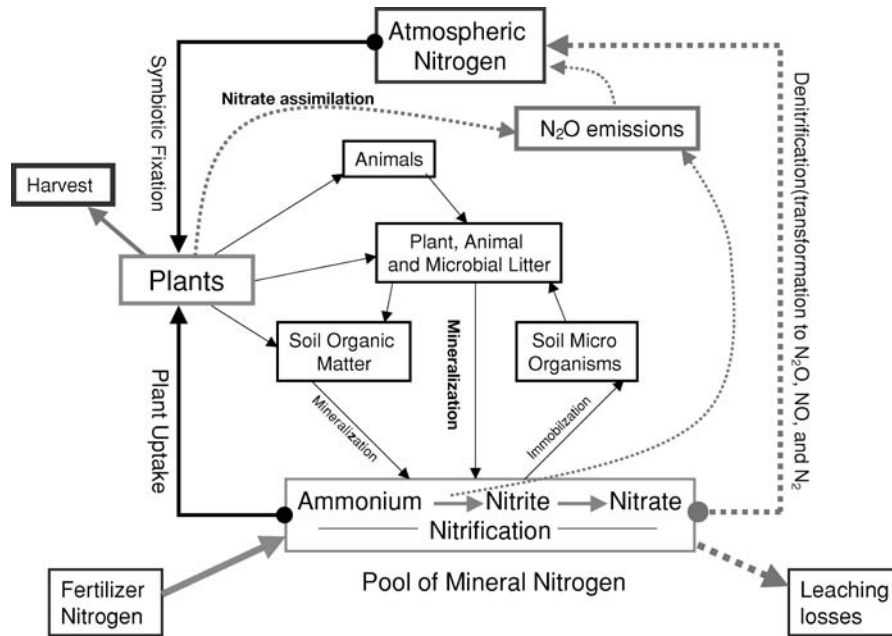 Atmospheric
Nitrogen
Symbiotic Fixation
Nitrate assimilation
N₂O emissions
Denitrification(transformation to N₂O, NO, and N₂
Animals
Harvest
Plant, Animal
and Microbial Litter
Plants
Soil Organic
Matter
Mineralization
Soil Micro
Organisms
Plant Uptake
Mineralization
Immobilzation
Ammonium
Nitrite
Nitrate
Nitrification
Pool of Mineral Nitrogen
Fertilizer
Nitrogen
Leaching
losses